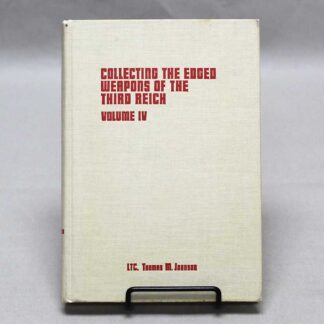 COLLECTING THE EDGED
WEAPONS OF THE
THIRD REICH
VOLUME IV
LTC. Thomas M. Johnson